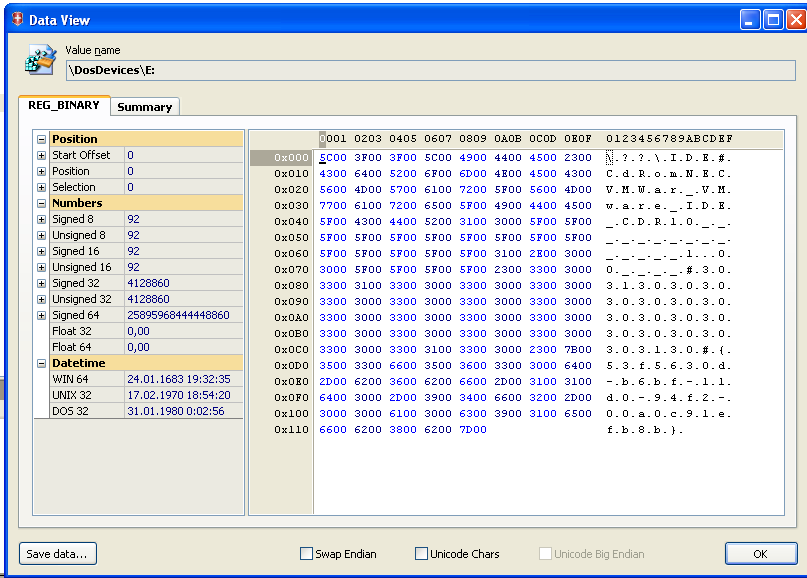 Data View
Value name
\DosDevices\E:
REG_BINARY Summary
Position
Start Offset 0
Position 0
Selection 0
Numbers
Signed 8 92
Unsigned 8 92
Signed 16 92
Unsigned 16 92
Signed 32 4128860
Unsigned 32 4128860
Signed 64 25895968444448860
Float 32 0,00
Float 64 0,00
Datetime
WIN 64 24.01.1683 19:32:35
UNIX 32 17.02.1970 18:54:20
DOS 32 31.01.1980 0:02:56
0001 0203 0405 0607 0809 0A0B 0C0D 0E0F 0123456789ABCDEF
0x000 5C00 3F00 3F00 5C00 4900 4400 4500 2300 \.?.?.\.I.D.E.#.
0x010 4300 6400 5200 6F00 6D00 4E00 4500 4300 C.d.R.o.m.N.E.C.
0x020 5600 4D00 5700 6100 7200 5F00 5600 4D00 V.M.W.a.r._.V.M.
0x030 7700 6100 7200 6500 5F00 4900 4400 4500 w.a.r.e._.I.D.E.
0x040 5F00 4300 4400 5200 3100 3000 5F00 5F00 _.C.D.R.1.0._._.
0x050 5F00 5F00 5F00 5F00 5F00 5F00 5F00 5F00 _._._._._._._._.
0x060 5F00 5F00 5F00 5F00 5F00 3100 2E00 3000 _._._._._.1...0.
0x070 3000 5F00 5F00 5F00 5F00 2300 3300 3000 0._._._._.#.3.0.
0x080 3300 3100 3300 3000 3300 3000 3300 3000 3.1.3.0.3.0.3.0.
0x090 3300 3000 3300 3000 3300 3000 3300 3000 3.0.3.0.3.0.3.0.
0x0A0 3300 3000 3300 3000 3300 3000 3300 3000 3.0.3.0.3.0.3.0.
0x0B0 3300 3000 3300 3000 3300 3000 3300 3000 3.0.3.0.3.0.3.0.
0x0C0 3300 3000 3300 3100 3300 3000 2300 7B00 3.0.3.1.3.0.#.{.
0x0D0 3500 3300 6600 3500 3600 3300 3000 6400 5.3.f.5.6.3.0.d.
0x0E0 2D00 6200 3600 6200 6600 2D00 3100 3100 -.b.6.b.f.-.1.1.
0x0F0 6400 3000 2D00 3900 3400 6600 3200 2D00 d.0.-.9.4.f.2.-.
0x100 3000 3000 6100 3000 6300 3900 3100 6500 0.0.a.0.c.9.1.e.
0x110 6600 6200 3800 6200 7D00 f.b.8.b.}.
Save data... Swap Endian Unicode Chars Unicode Big Endian OK